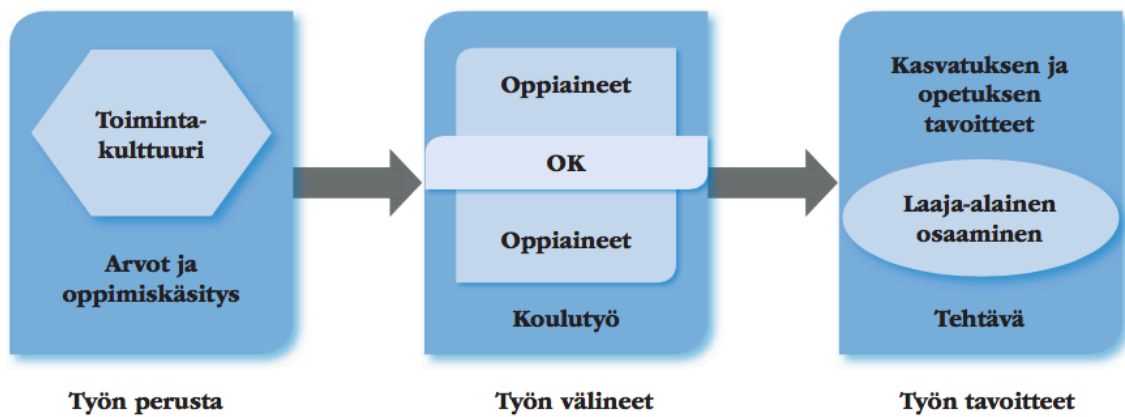 Toiminta-
kulttuuri
Arvot ja
oppimiskäsitys
Työn perusta
Oppiaineet
OK
Oppiaineet
Koulutyö
Työn välineet
Kasvatuksen ja
opetuksen
tavoitteet
Laaja-alainen
osaaminen
Tehtävä
Työn tavoitteet